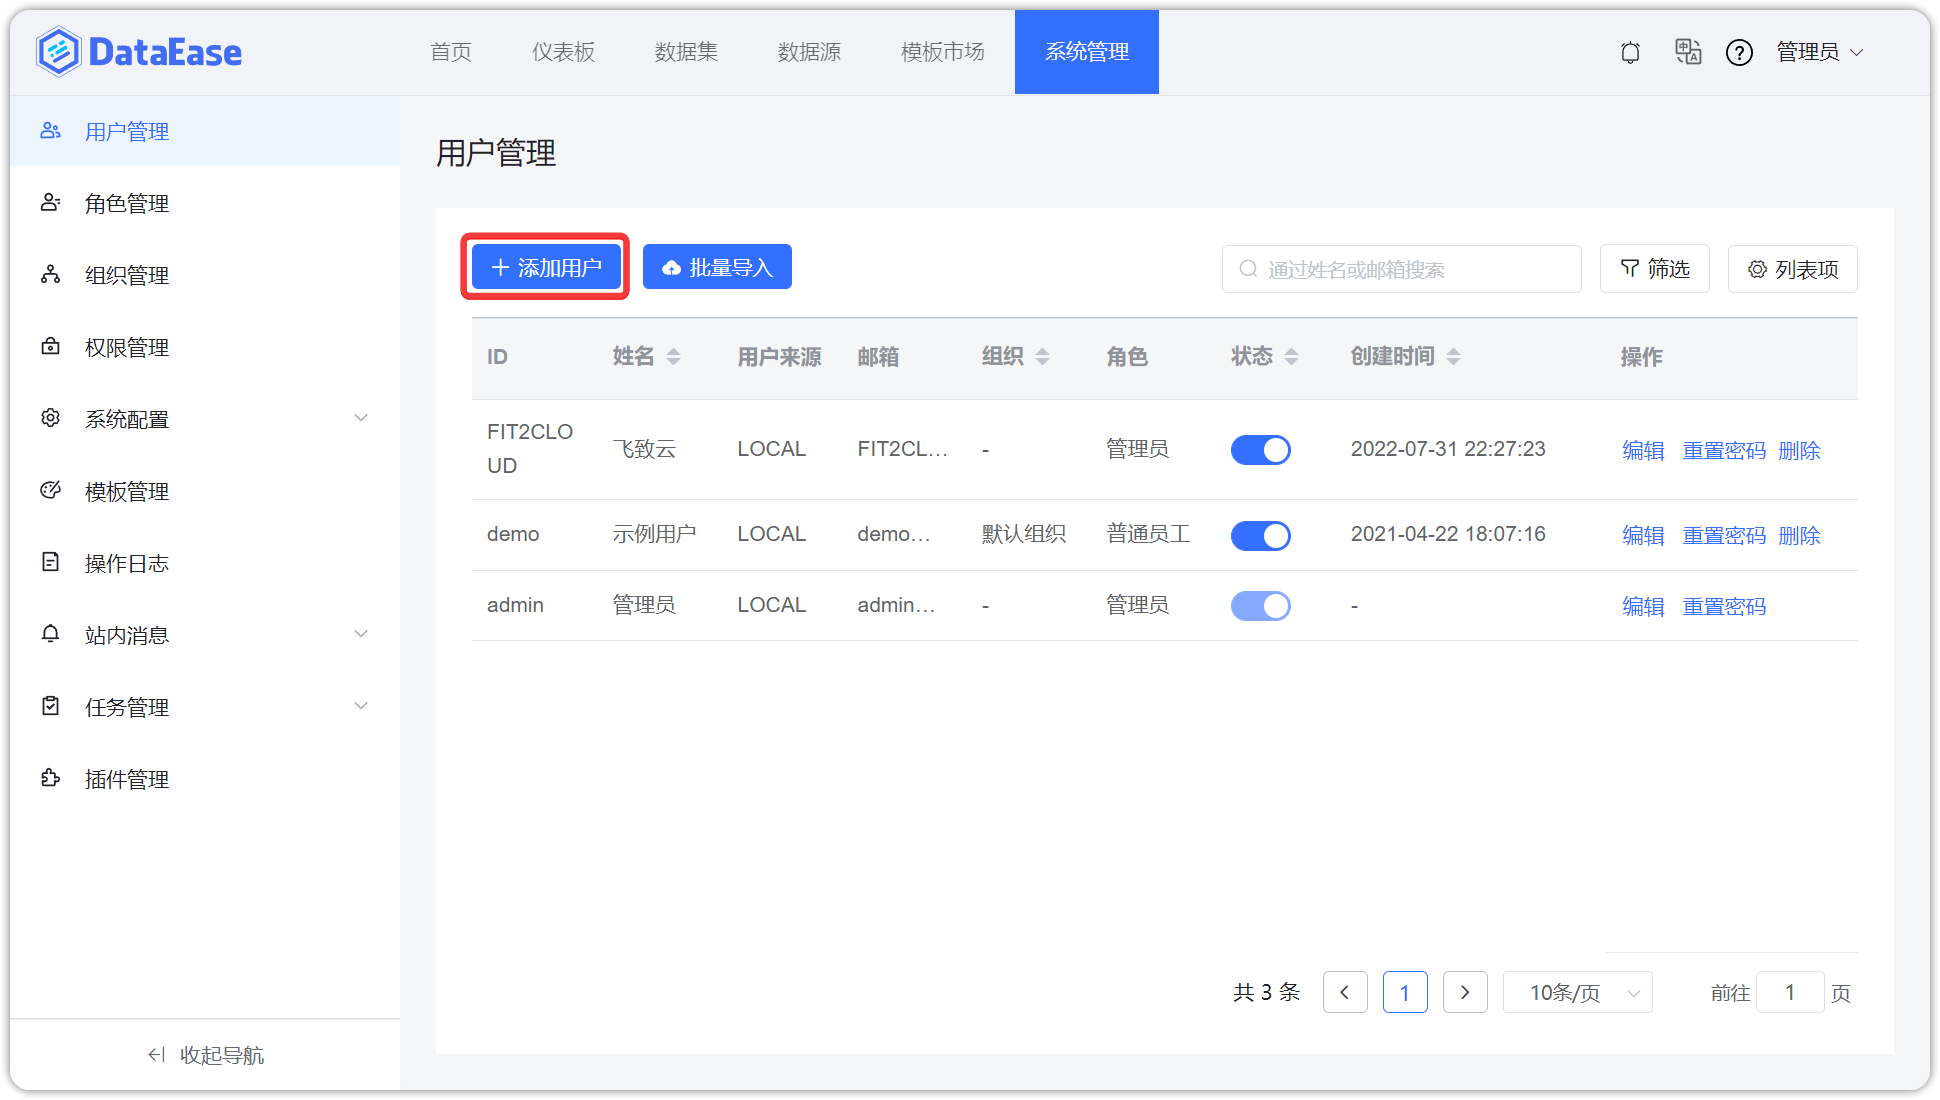 DataEase
首页 仪表板 数据集 数据源 模板市场 系统管理 管理员
用户管理
角色管理
组织管理
权限管理
系统配置
模板管理
操作日志
站内消息
任务管理
插件管理
收起导航
用户管理
添加用户 批量导入 通过姓名或邮箱搜索 筛选 列表项
ID 姓名 用户来源 邮箱 组织 角色 状态 创建时间 操作
FIT2CLO
UD 飞致云 LOCAL FIT2CL... - 管理员 2022-07-31 22:27:23 编辑 重置密码 删除
demo 示例用户 LOCAL demo... 默认组织 普通员工 2021-04-22 18:07:16 编辑 重置密码 删除
admin 管理员 LOCAL admin... - 管理员 - 编辑 重置密码
共 3 条 1 10条/页 前往 1 页